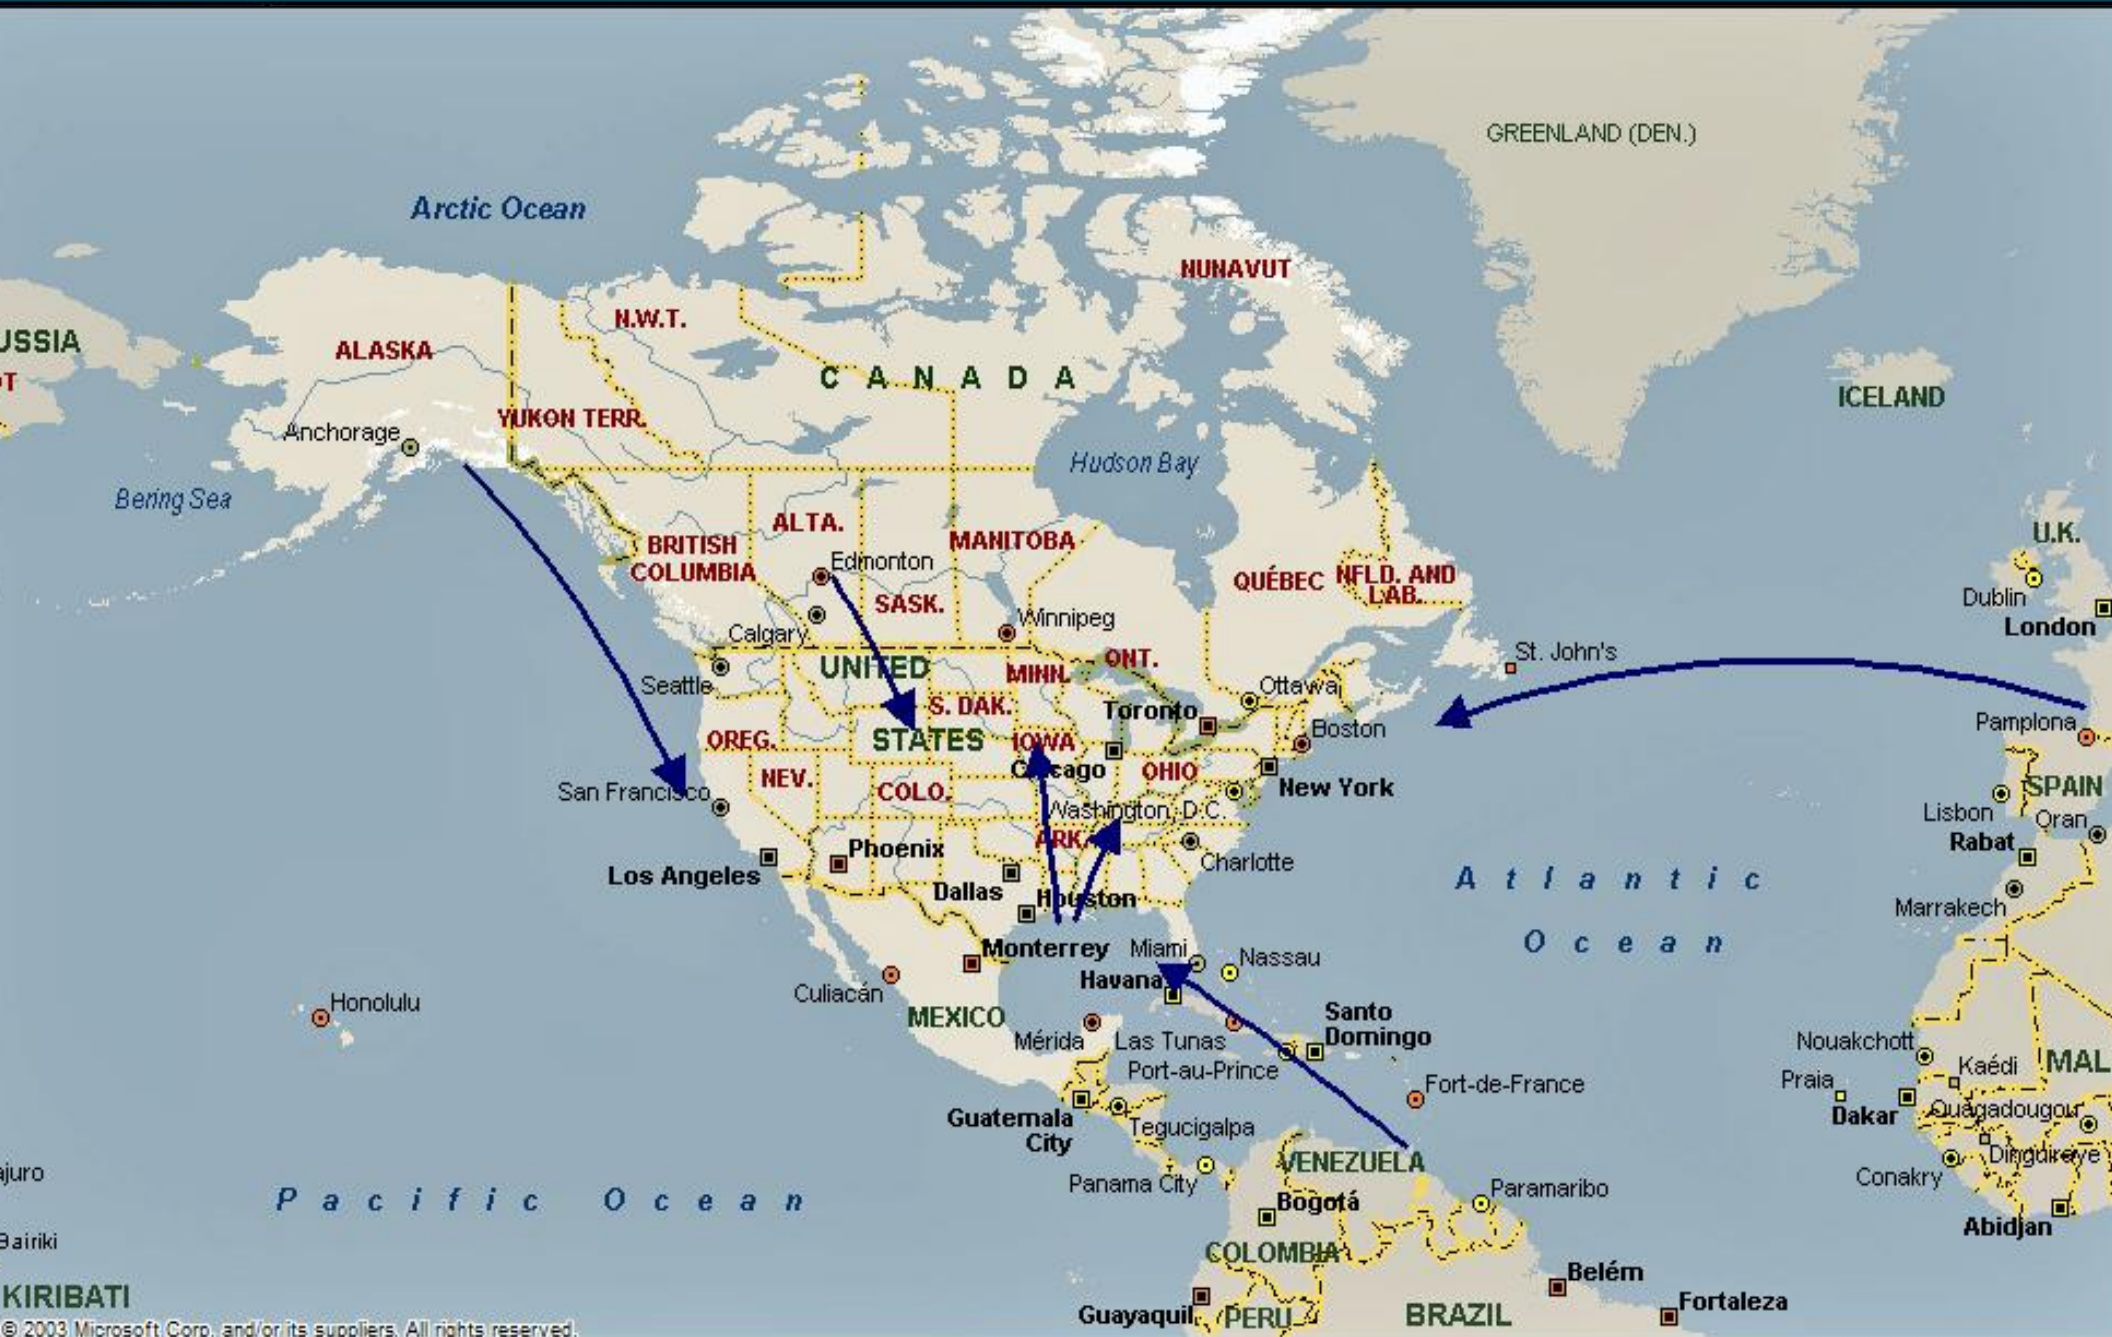 GREENLAND (DEN.)
Arctic Ocean
NUNAVUT
N.W.T.
USSIA
ALASKA
T
C A N A D A
ICELAND
YUKON TERR.
Anchorage
Hudson Bay
Bering Sea
ALTA.
U.K.
BRITISH
COLUMBIA
MANITOBA
Edmonton
QUÉBEC
NFLD. AND
LAB.
SASK.
Dublin
Winnipeg
London
Calgary
St. John's
UNITED
ONT.
MINN.
Seattle
Ottawa
S. DAK.
Toronto
Pamplona
Boston
OREG.
STATES
IOWA
Chicago
OHIO
NEV.
SPAIN
New York
San Francisco
COLO.
Washington, D.C.
Lisbon
Oran
ARK.
Rabat
Phoenix
Charlotte
Los Angeles
Atlantic
Ocean
Dallas
Houston
Marrakech
Monterrey
Miami
Nassau
Havana
Culiacán
Honolulu
MEXICO
Santo
Domingo
Mérida
Las Tunas
Nouakchott
Port-au-Prince
Kaédi
MAL
Fort-de-France
Praia
Dakar
Ouagadougou
Guatemala
City
Tegucigalpa
VENEZUELA
Dinguiraye
ajuro
Panama City
Conakry
Paramaribo
Pacific Ocean
Bogotá
Abidjan
Bairiki
COLOMBIA
Belém
KIRIBATI
Fortaleza
Guayaquil
PERU
BRAZIL
© 2003 Microsoft Corp. and/or its suppliers. All rights reserved.